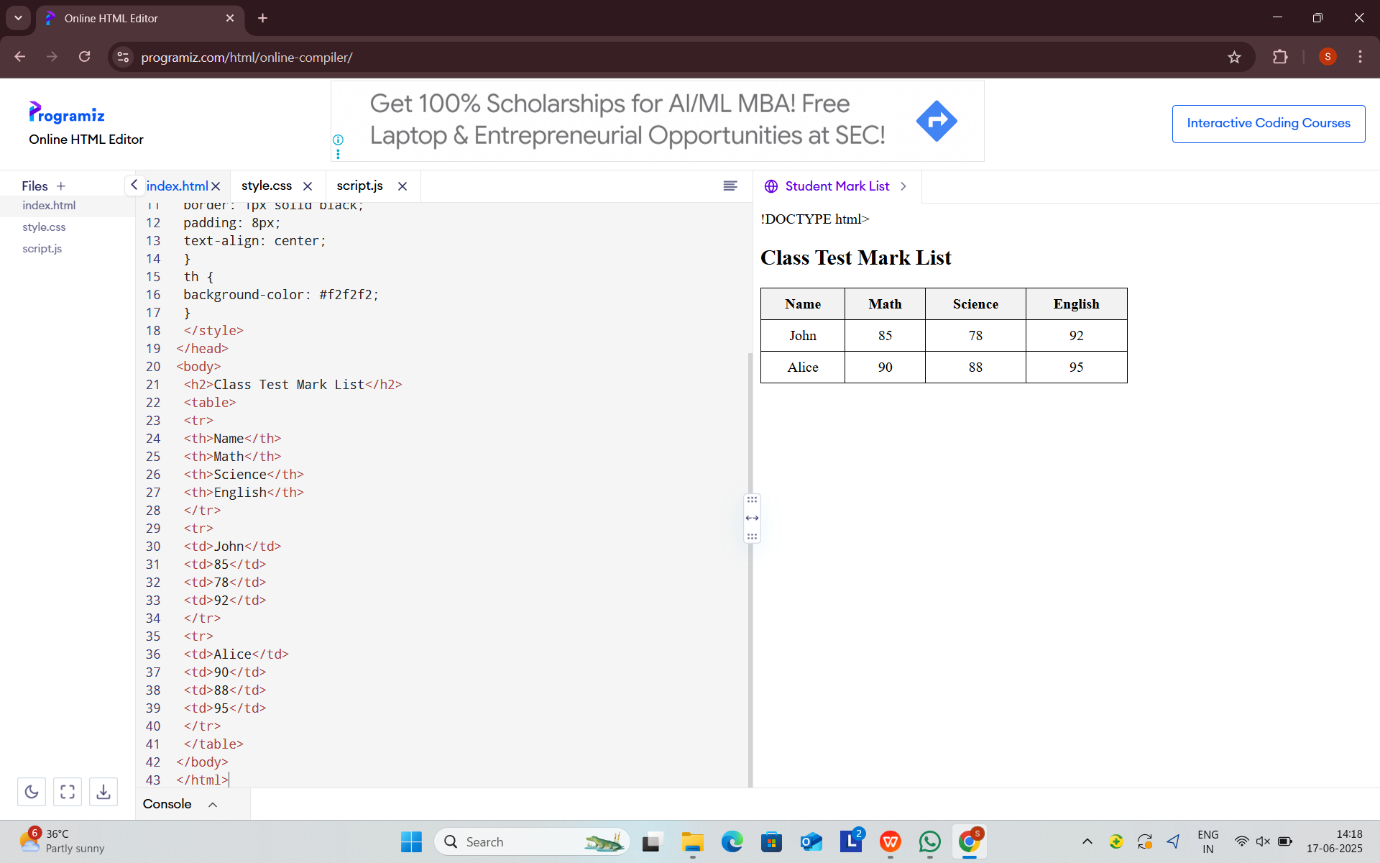 Online HTML Editor
programiz.com/html/online-compiler/
S
Programiz
Online HTML Editor
Get 100% Scholarships for AI/ML MBA! Free
Laptop & Entrepreneurial Opportunities at SEC!
Interactive Coding Courses
Files
index.html
style.css
script.js
index.html
style.css
script.js
11 border: 1px solid black;
12 padding: 8px;
13 text-align: center;
14 }
15 th {
16 background-color: #f2f2f2;
17 }
18 </style>
19 </head>
20 <body>
21 <h2>Class Test Mark List</h2>
22 <table>
23 <tr>
24 <th>Name</th>
25 <th>Math</th>
26 <th>Science</th>
27 <th>English</th>
28 </tr>
29 <tr>
30 <td>John</td>
31 <td>85</td>
32 <td>78</td>
33 <td>92</td>
34 </tr>
35 <tr>
36 <td>Alice</td>
37 <td>90</td>
38 <td>88</td>
39 <td>95</td>
40 </tr>
41 </table>
42 </body>
43 </html>
Console
Student Mark List
!DOCTYPE html>
Class Test Mark List
Name Math Science English
John 85 78 92
Alice 90 88 95
6
36°C
Partly sunny
Search
L
2
W
S
ENG
IN
14:18
17-06-2025